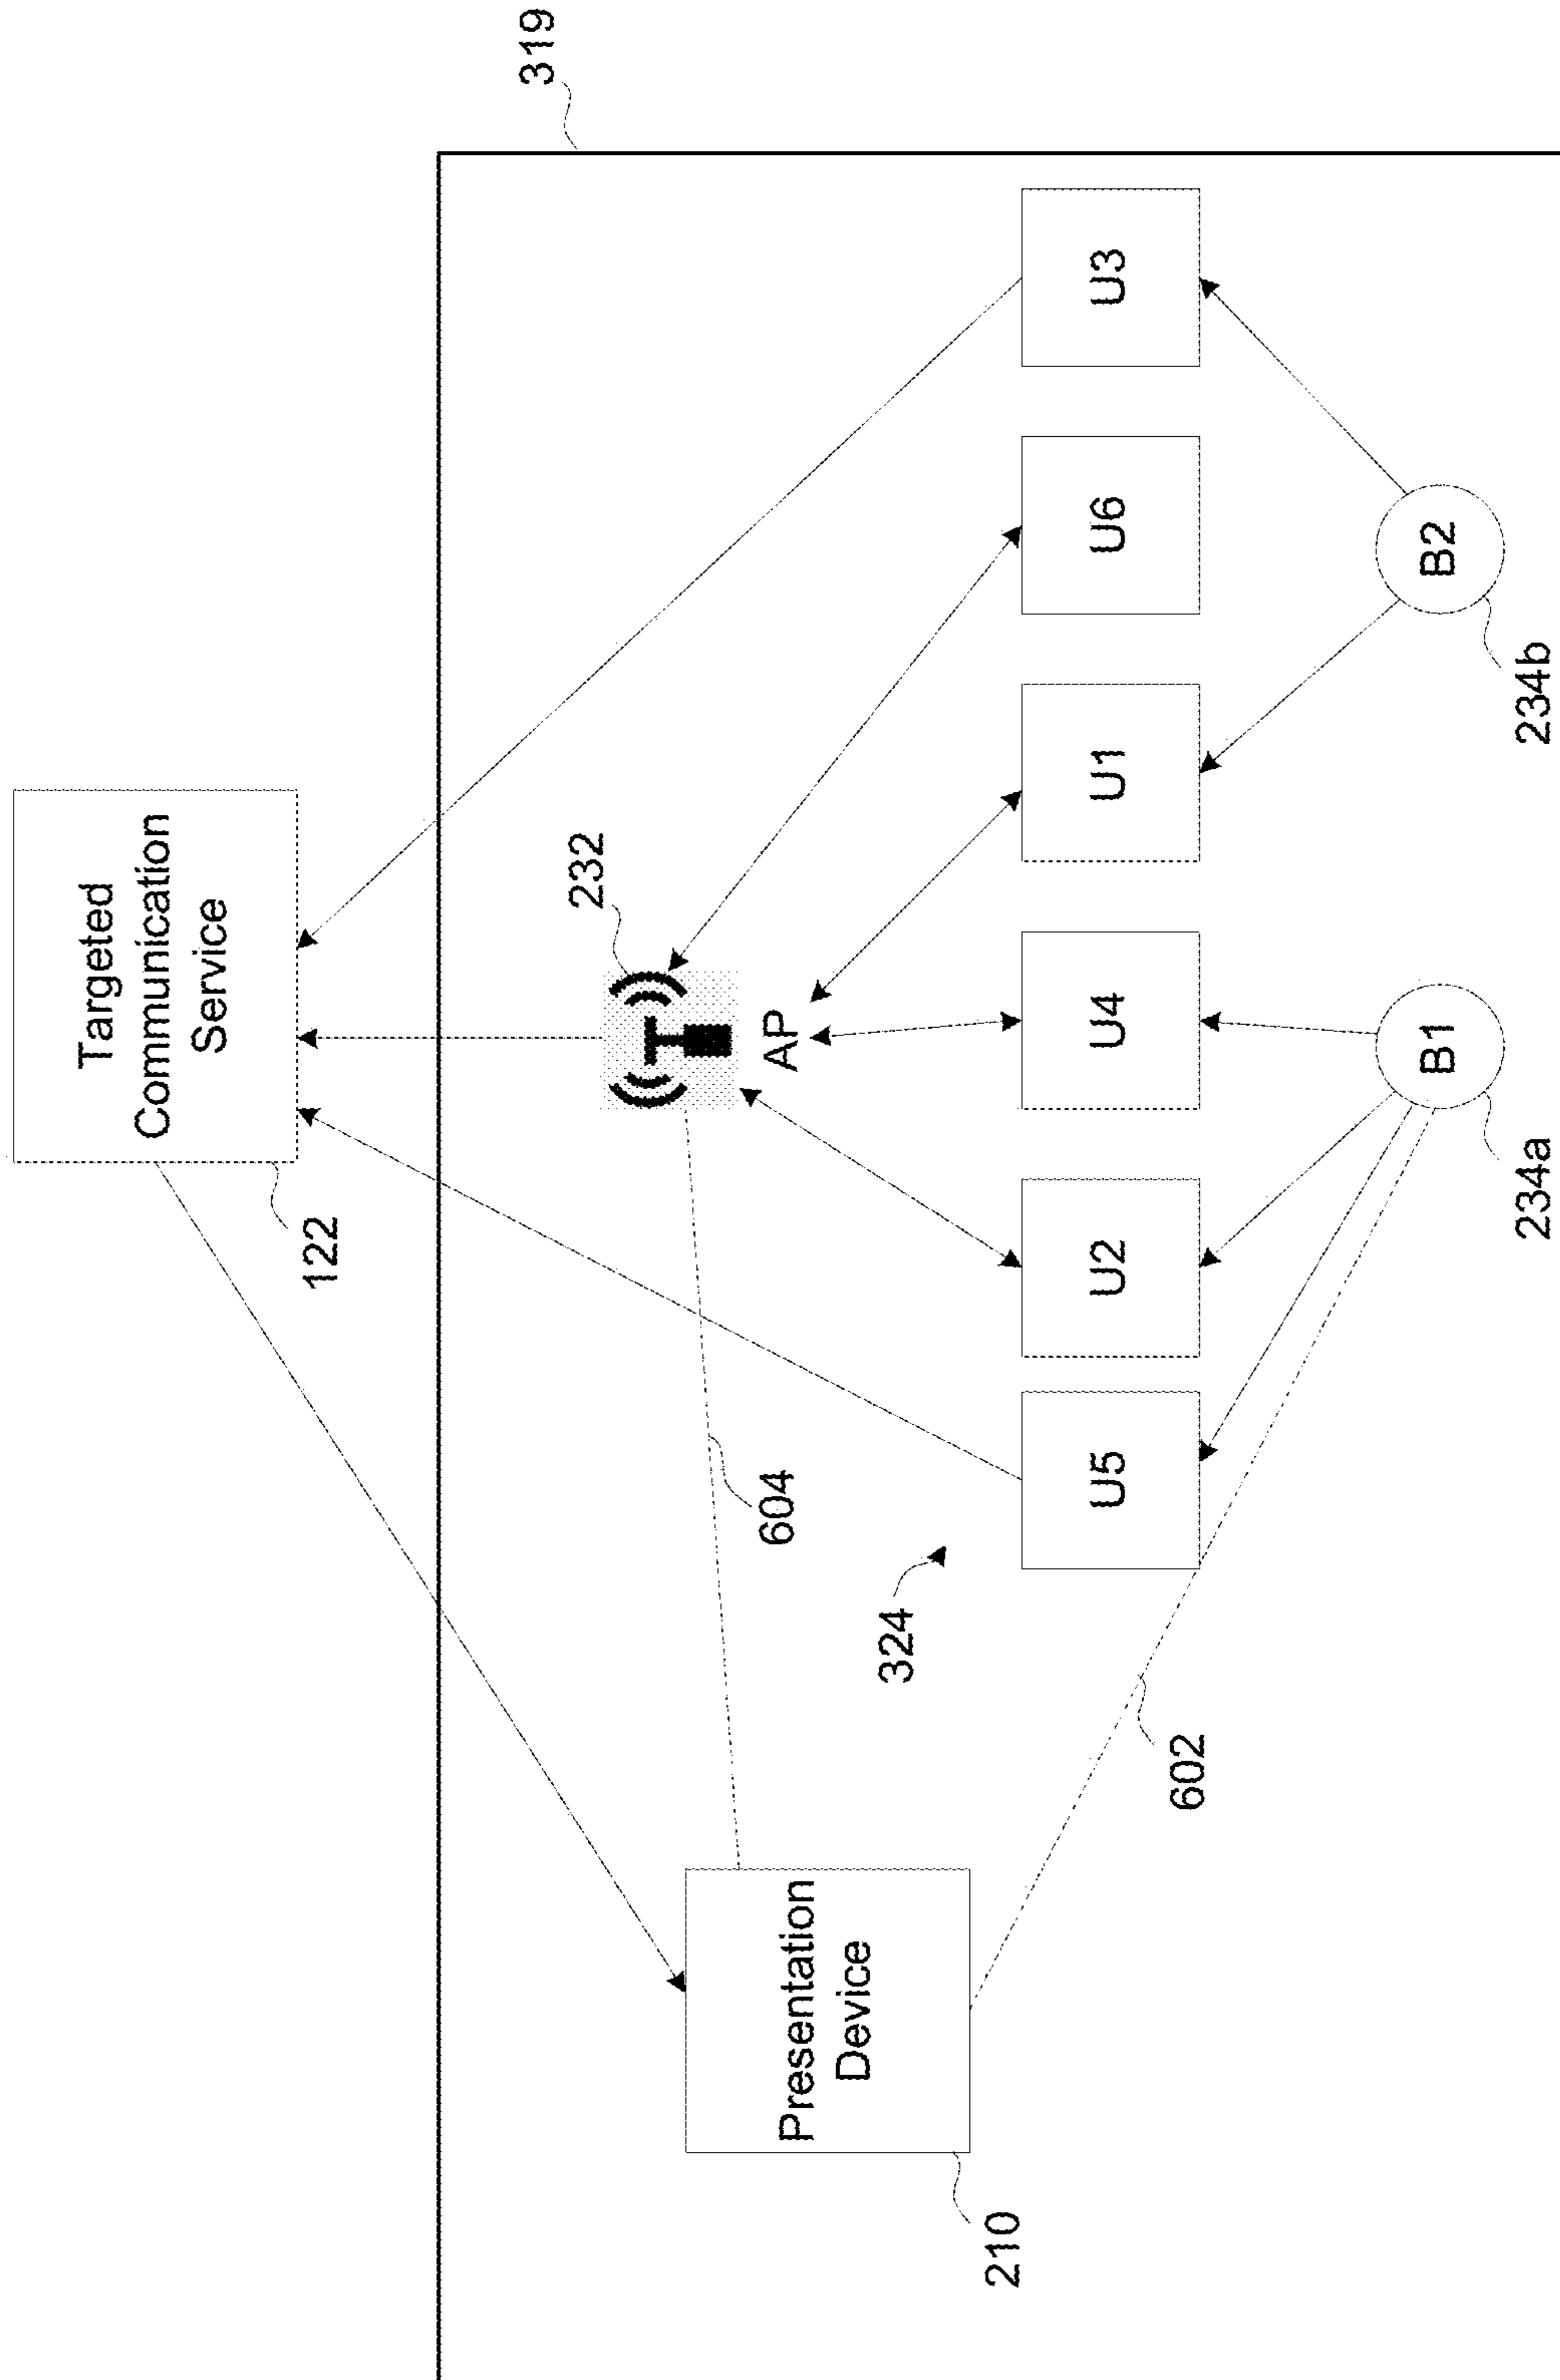 Targeted
Communication
Service
122
319
232
AP
604
Presentation
Device
210
324
U5
U2
U4
U1
U6
U3
602
B1
234a
B2
234b